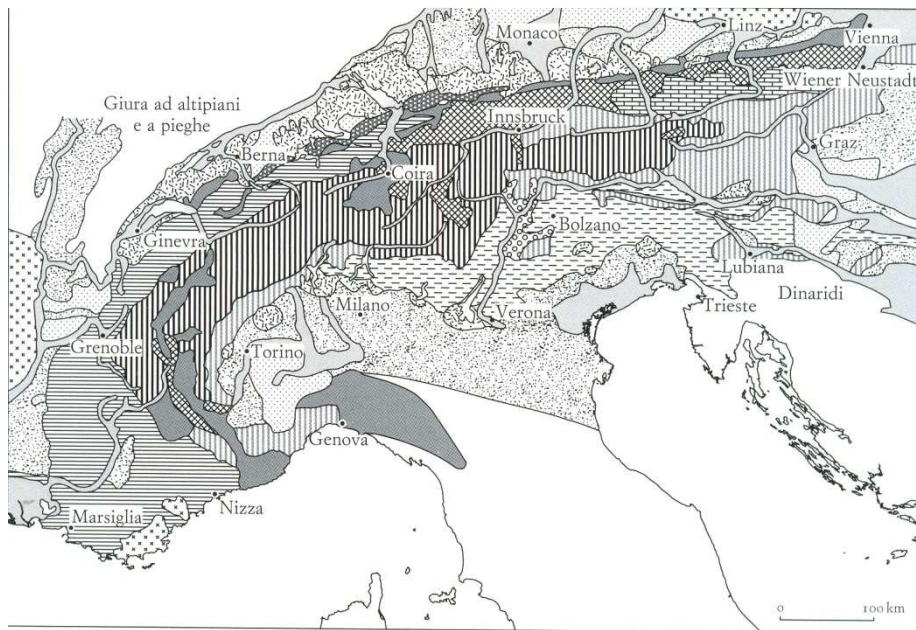 Monaco
Linz
Vienna
Wiener Neustadt
Giura ad altipiani
e a pieghe
Innsbruck
Berna
Graz
Coira
Ginevra
Bolzano
Lubiana
Milano
Verona
Trieste
Dinaridi
Grenoble
Torino
Genova
Nizza
Marsiglia
0 100 km